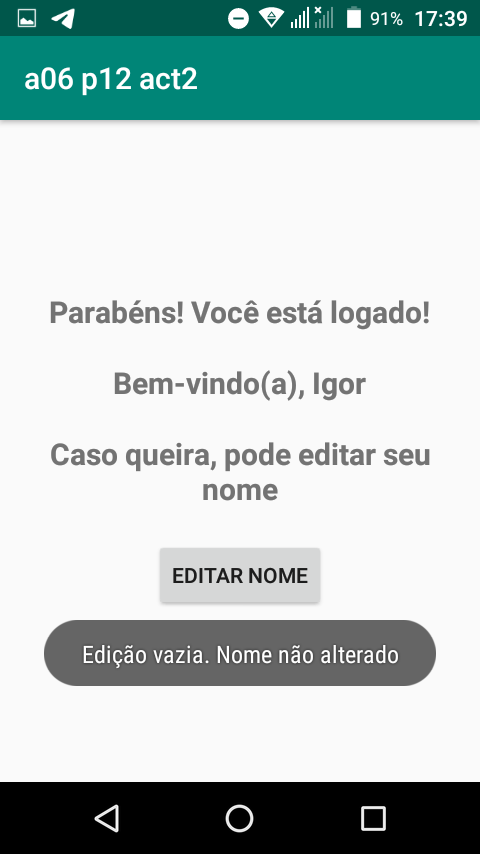 91% 17:39
a06 p12 act2
Parabéns! Você está logado!
Bem-vindo(a), Igor
Caso queira, pode editar seu
nome
EDITAR NOME
Edição vazia. Nome não alterado